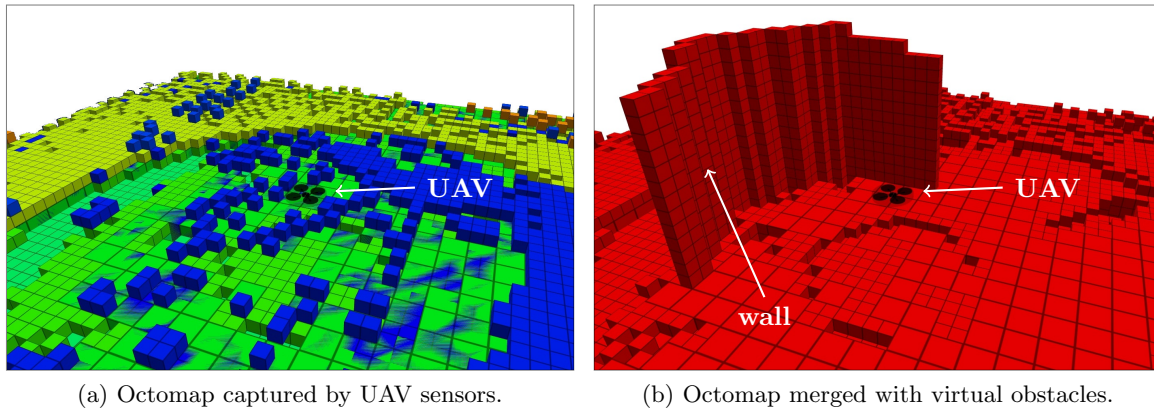 UAV
UAV
wall
(a) Octomap captured by UAV sensors.
(b) Octomap merged with virtual obstacles.